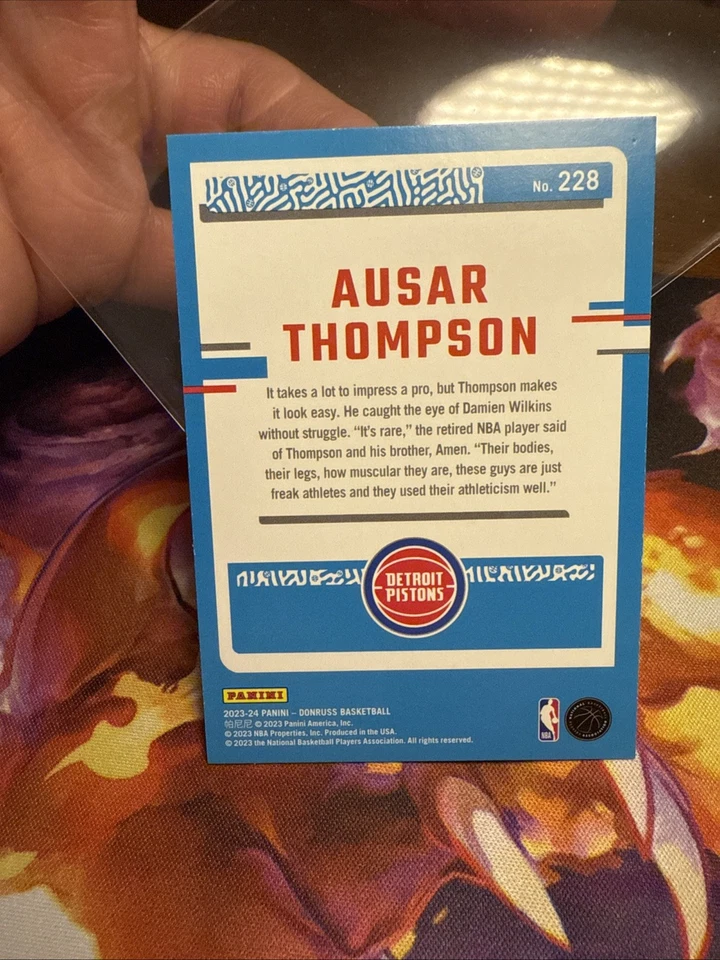 No. 228
AUSAR
THOMPSON
It takes a lot to impress a pro, but Thompson makes
it look easy. He caught the eye of Damien Wilkins
without struggle. “It’s rare,” the retired NBA player said
of Thompson and his brother, Amen. “Their bodies,
their legs, how muscular they are, these guys are just
freak athletes and they used their athleticism well.”
DETROIT
PISTONS
PANINI
2023-24 PANINI – DONRUSS BASKETBALL
帕尼尼 © 2023 Panini America, Inc.
© 2023 NBA Properties, Inc. Produced in the USA.
© 2023 the National Basketball Players Association. All rights reserved.
NBA